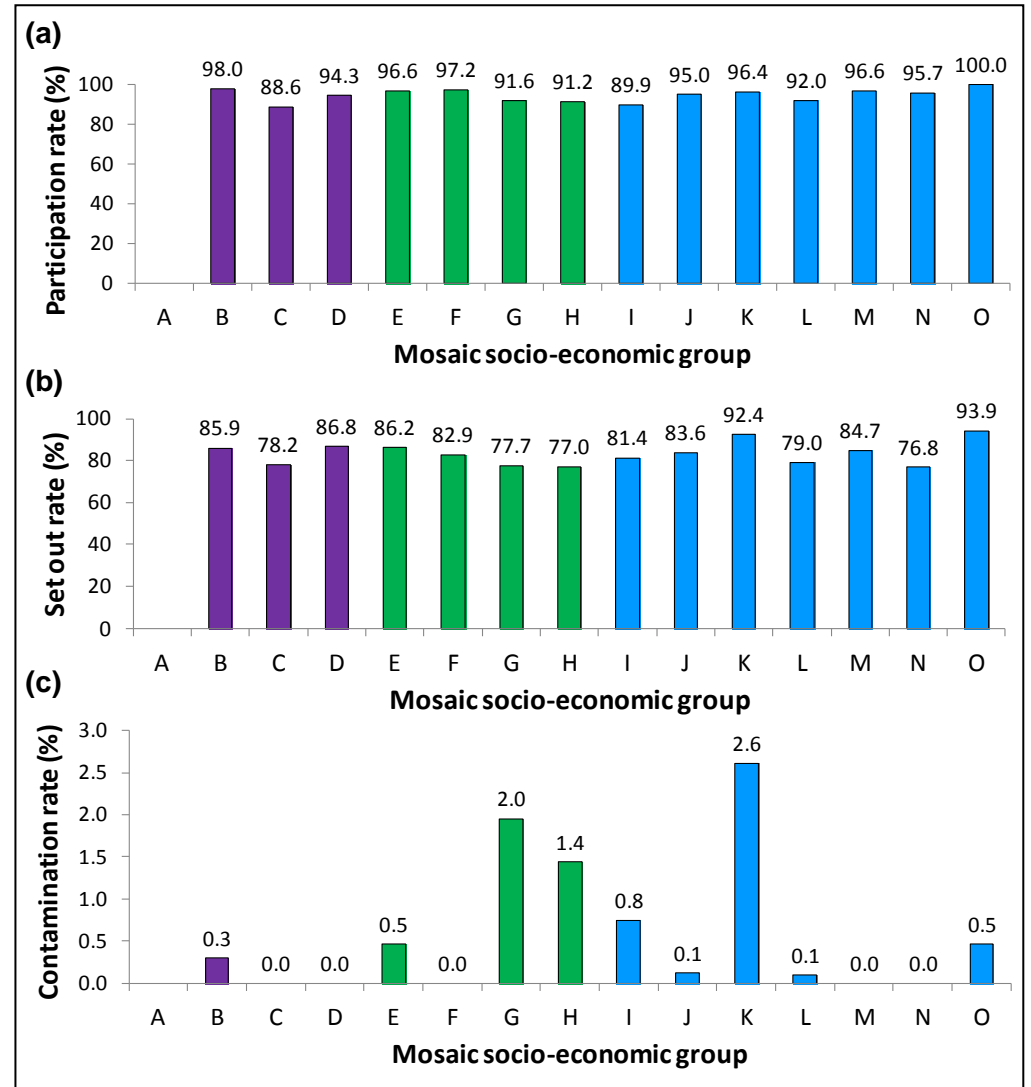 (a)
Participation rate (%)
100
80
60
40
20
0
98.0 88.6 94.3 96.6 97.2 91.6 91.2 89.9 95.0 96.4 92.0 96.6 95.7 100.0
A B C D E F G H I J K L M N O
Mosaic socio-economic group
(b)
Set out rate (%)
100
80
60
40
20
0
85.9 78.2 86.8 86.2 82.9 77.7 77.0 81.4 83.6 92.4 79.0 84.7 76.8 93.9
A B C D E F G H I J K L M N O
Mosaic socio-economic group
(c)
Contamination rate (%)
3.0
2.5
2.0
1.5
1.0
0.5
0.0
0.3 0.0 0.0 0.5 0.0 2.0 1.4 0.8 0.1 2.6 0.1 0.0 0.0 0.5
A B C D E F G H I J K L M N O
Mosaic socio-economic group